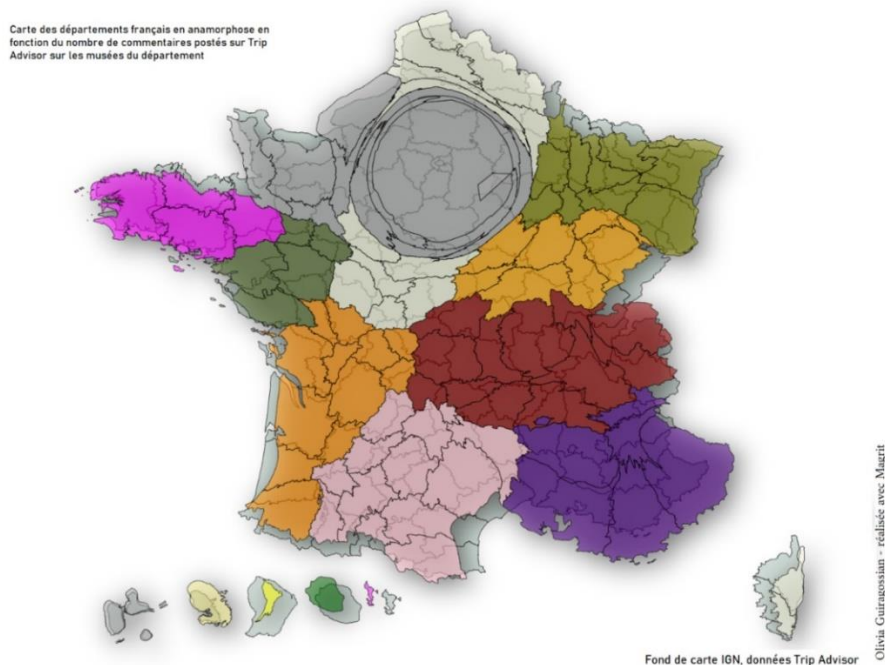 Carte des départements français en anamorphose en
fonction du nombre de commentaires postés sur Trip
Advisor sur les musées du département
Olivia Guiragossian - réalisée avec Magrit
Fond de carte IGN, données Trip Advisor